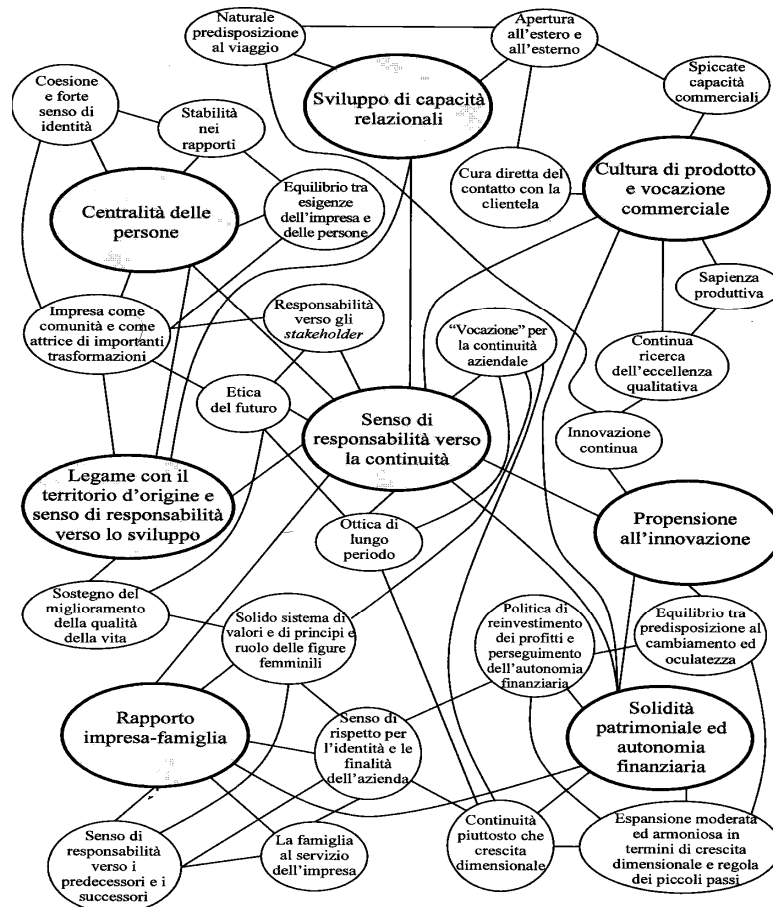 Naturale
predisposizione
al viaggio
Apertura
all'estero e
all'esterno
Coesione
e forte
senso di
identità
Stabilità
nei
rapporti
Sviluppo di capacità
relazionali
Spiccate
capacità
commerciali
Centralità delle
persone
Equilibrio tra
esigenze
dell'impresa e
delle persone
Cura diretta del
contatto con la
clientela
Cultura di prodotto
e vocazione
commerciale
Sapienza
produttiva
Impresa come
comunità e come
attrice di importanti
trasformazioni
Responsabilità
verso gli
stakeholder
“Vocazione” per
la continuità
aziendale
Continua
ricerca
dell'eccellenza
qualitativa
Etica
del futuro
Senso di
responsabilità verso
la continuità
Innovazione
continua
Legame con il
territorio d'origine e
senso di responsabilità
verso lo sviluppo
Ottica di
lungo
periodo
Propensione
all'innovazione
Sostegno del
miglioramento
della qualità
della vita
Solido sistema di
valori e di principi e
ruolo delle figure
femminili
Politica di
reinvestimento
dei profitti e
perseguimento
dell'autonomia
finanziaria
Equilibrio tra
predisposizione al
cambiamento ed
oculatezza
Rapporto
impresa-famiglia
Senso di
rispetto per
l'identità e le
finalità
dell'azienda
Solidità
patrimoniale ed
autonomia
finanziaria
Senso di
responsabilità
verso i
predecessori e i
successori
La famiglia
al servizio
dell'impresa
Continuità
piuttosto che
crescita
dimensionale
Espansione moderata
ed armoniosa in
termini di crescita
dimensionale e regola
dei piccoli passi